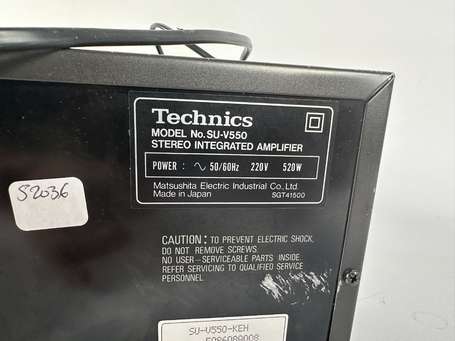 Technics
MODEL No. SU-V550
STEREO INTEGRATED AMPLIFIER
POWER : ∿ 50/60Hz 220V 520W
Matsushita Electric Industrial Co., Ltd.
Made in Japan SGT41500
S2036
CAUTION: TO PREVENT ELECTRIC SHOCK,
DO NOT REMOVE SCREWS.
NO USER-SERVICEABLE PARTS INSIDE.
REFER SERVICING TO QUALIFIED SERVICE
PERSONNEL.
SU-V550-KEH